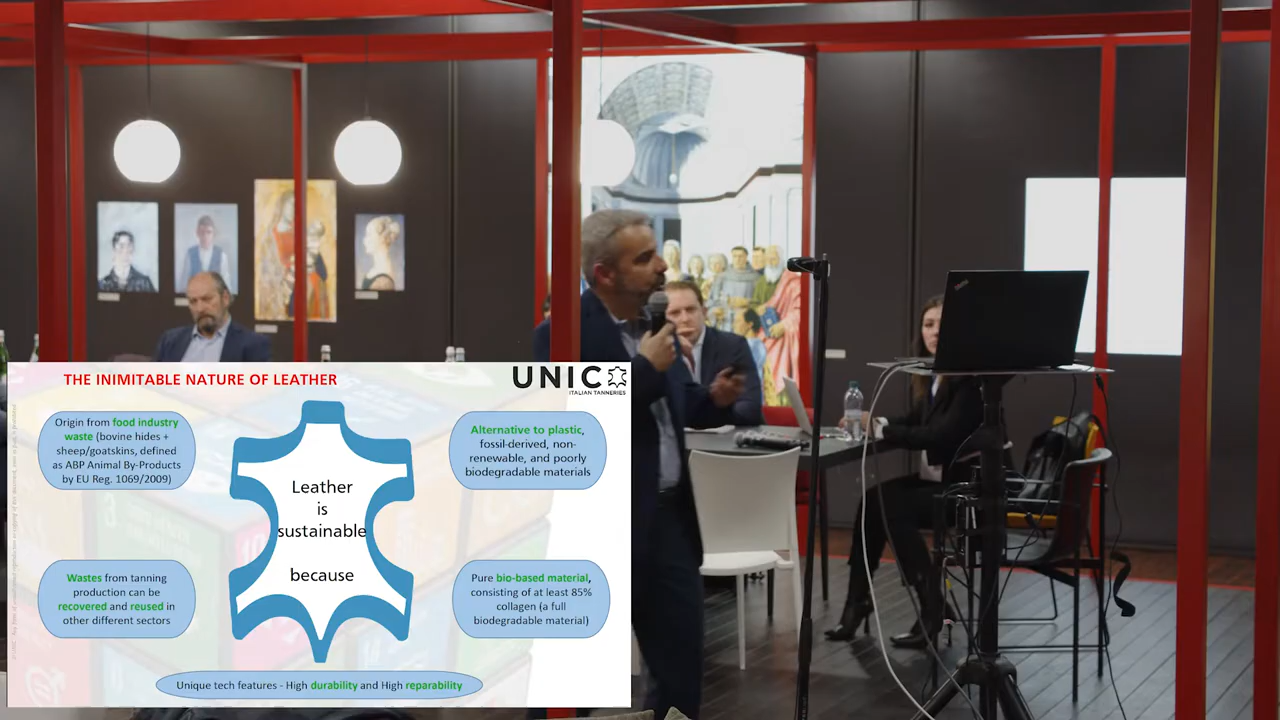 THE INIMITABLE NATURE OF LEATHER
UNIC
ITALIAN TANNERIES
Origin from food industry
waste (bovine hides +
sheep/goatskins, defined
as ABP Animal By-Products
by EU Reg. 1069/2009)
Alternative to plastic,
fossil-derived, non-
renewable, and poorly
biodegradable materials
Leather
is
sustainable
because
Wastes from tanning
production can be
recovered and reused in
other different sectors
Pure bio-based material,
consisting of at least 85%
collagen (a full
biodegradable material)
Unique tech features - High durability and High reparability